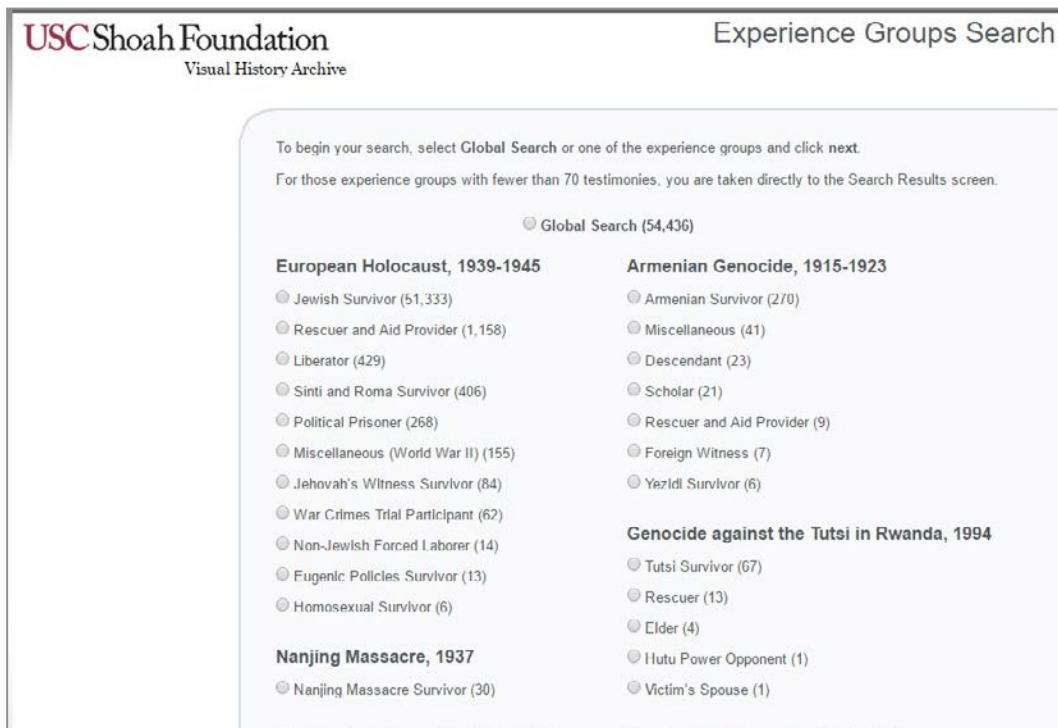 USC Shoah Foundation
Visual History Archive
Experience Groups Search
To begin your search, select Global Search or one of the experience groups and click next.
For those experience groups with fewer than 70 testimonies, you are taken directly to the Search Results screen.
Global Search (54,436)
European Holocaust, 1939-1945
Jewish Survivor (51,333)
Rescuer and Aid Provider (1,158)
Liberator (429)
Sinti and Roma Survivor (406)
Political Prisoner (268)
Miscellaneous (World War II) (155)
Jehovah's Witness Survivor (84)
War Crimes Trial Participant (62)
Non-Jewish Forced Laborer (14)
Eugenic Policies Survivor (13)
Homosexual Survivor (6)
Nanjing Massacre, 1937
Nanjing Massacre Survivor (30)
Armenian Genocide, 1915-1923
Armenian Survivor (270)
Miscellaneous (41)
Descendant (23)
Scholar (21)
Rescuer and Aid Provider (9)
Foreign Witness (7)
Yezidi Survivor (6)
Genocide against the Tutsi in Rwanda, 1994
Tutsi Survivor (67)
Rescuer (13)
Elder (4)
Hutu Power Opponent (1)
Victim's Spouse (1)